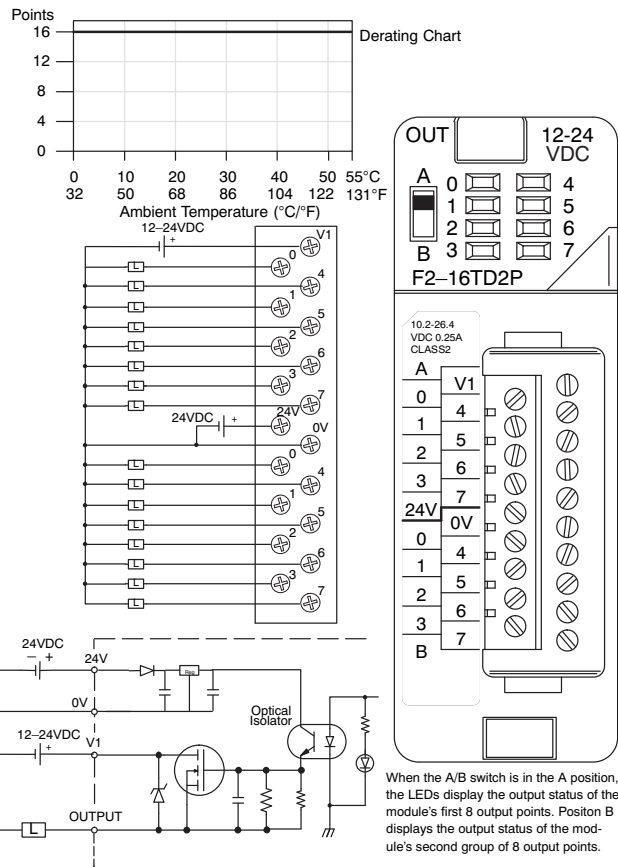 Points
16
12
8
4
0
Derating Chart
0 10 20 30 40 50 55°C
32 50 68 86 104 122 131°F
Ambient Temperature (°C/°F)
12–24VDC
+
V1
0
L
4
L
1
L
5
L
2
L
6
L
3
L
7
L
24VDC + 24V
0V
0
L
4
L
1
L
5
L
2
L
6
L
3
L
7
L
24VDC
– +
24V
Reg
0V
Optical
Isolator
12–24VDC
+
V1
OUTPUT
L
OUT 12-24
VDC
A 0 4
1 5
2 6
B 3 7
F2–16TD2P
10.2-26.4
VDC 0.25A
CLASS2
A
V1
0
4
1
5
2
6
3
7
24V
0V
0
4
1
5
2
6
3
7
B
When the A/B switch is in the A position,
the LEDs display the output status of the
module's first 8 output points. Positon B
displays the output status of the mod-
ule's second group of 8 output points.